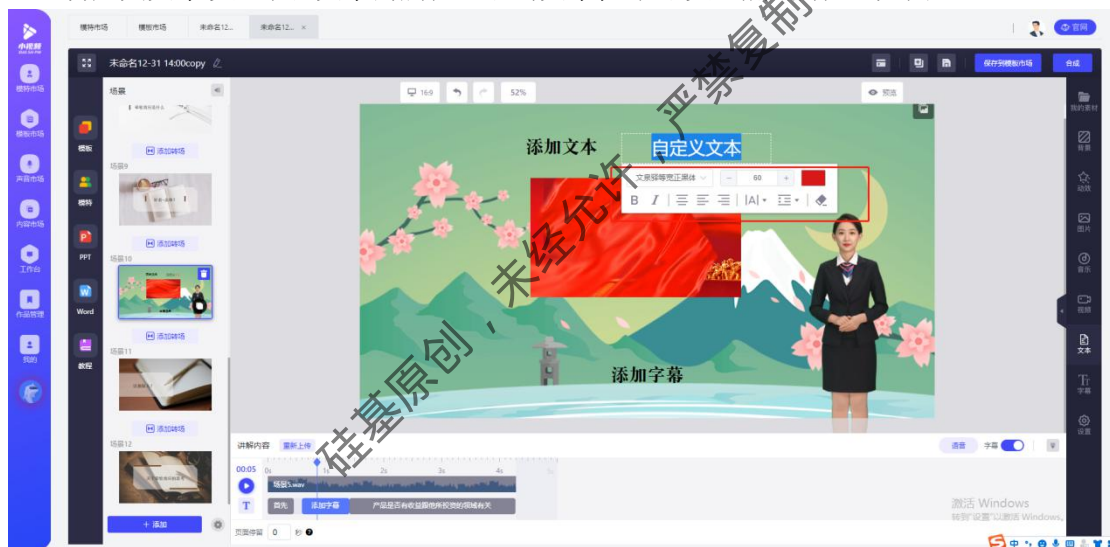 模特市场 模板市场 未命名12... 未命名12... ×
官网
小视频
未命名12-31 14:00copy
保存到模板市场 合成
模特市场
模板市场
声音市场
内容市场
工作台
作品管理
我的
模板
模特
PPT
Word
教程
场景
添加转场
场景9
添加转场
场景10
添加转场
场景11
添加转场
场景12
+ 添加
16:9 52% 预览
添加文本 自定义文本
文泉驿等宽正黑体 - 60 +
B I |A|
添加字幕
我的素材
背景
动效
图片
音乐
视频
文本
字幕
设置
讲解内容 重新上传
语音 字幕
00:05 0s 1s 2s 3s 4s 5s
场景5.wav
T 首先 添加字幕 产品是否有收益跟他所投资的领域有关
页面停留 0 秒
激活 Windows
转到"设置"以激活 Windows。
中
硅基原创,未经允许,严禁复制